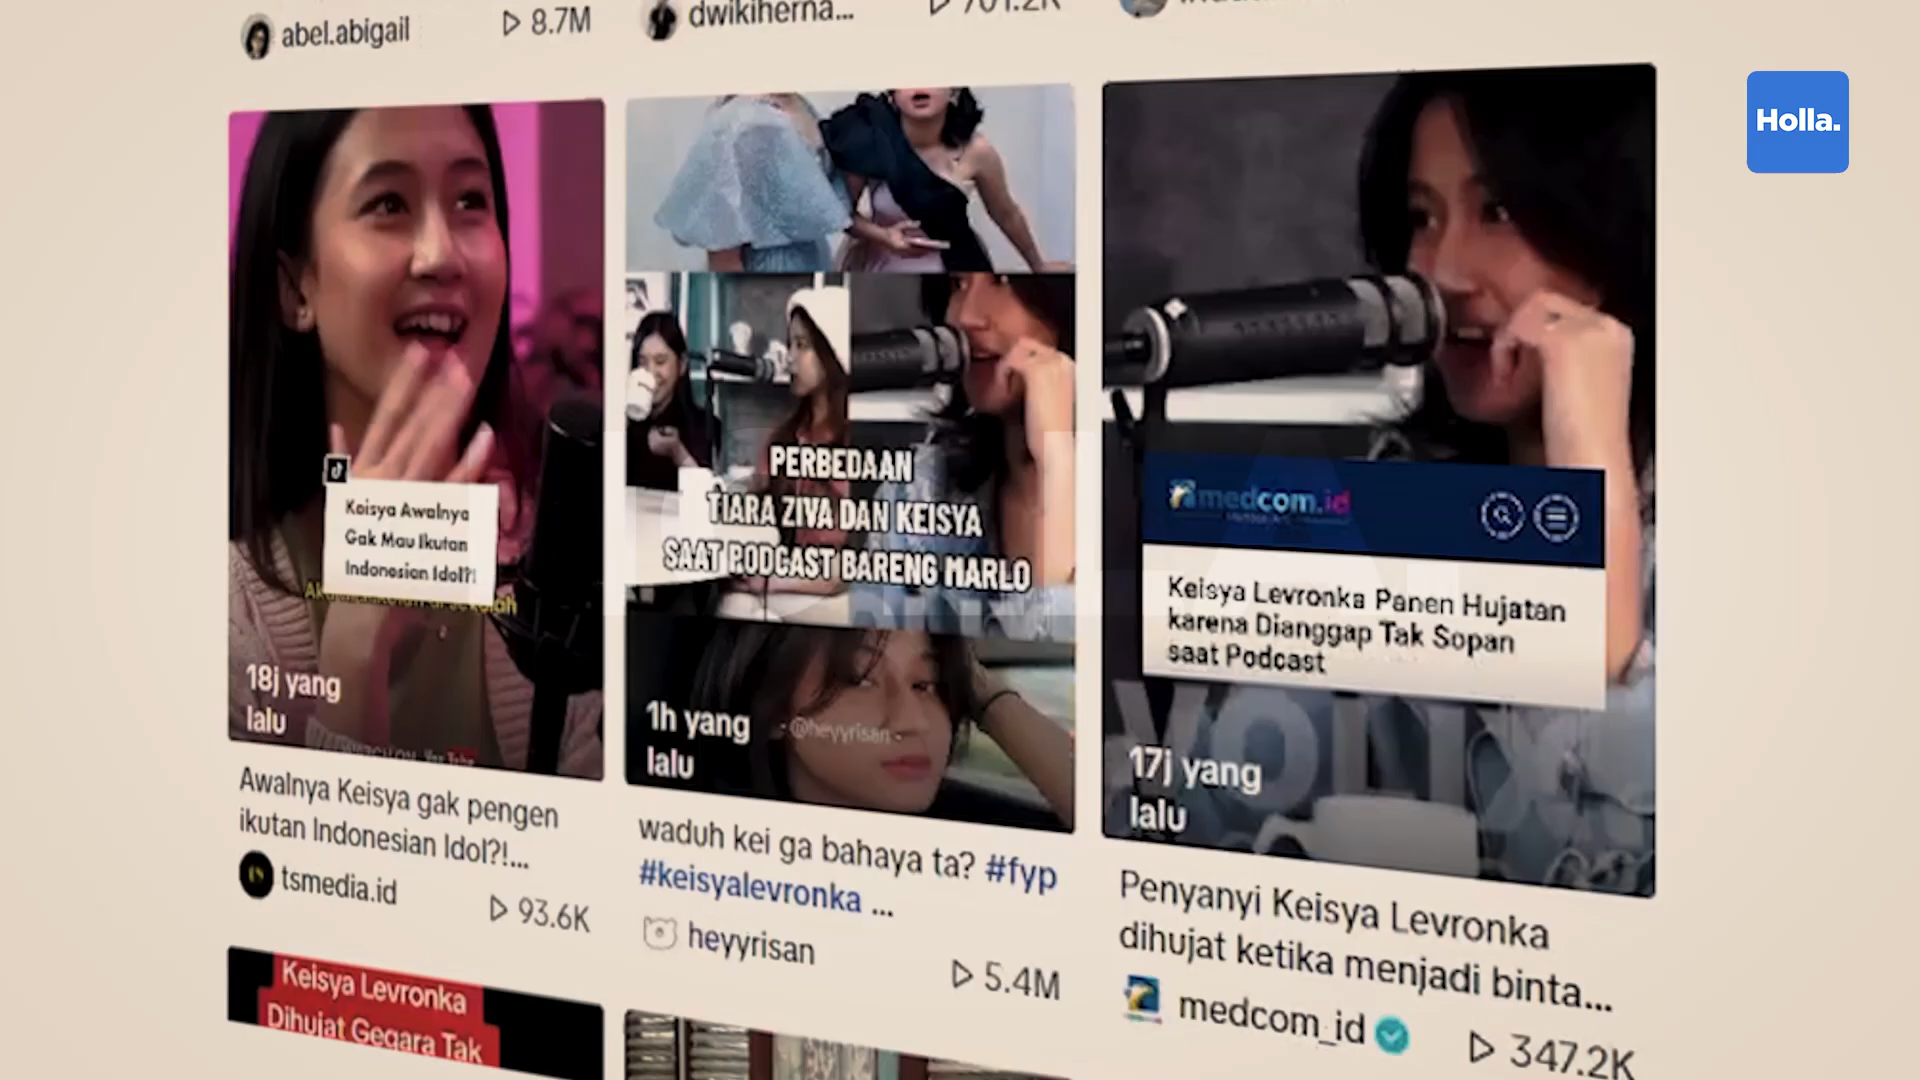 abel.abigail
8.7M
dwikiherna...
701.2K
Holla.
Keisya Awalnya
Gak Mau Ikutan
Indonesian Idol?!
18j yang
lalu
Awalnya Keisya gak pengen
ikutan Indonesian Idol?!...
tsmedia.id
93.6K
PERBEDAAN
TIARA ZIVA DAN KEISYA
SAAT PODCAST BARENG MARLO
1h yang
lalu
- @heyyrisan -
waduh kei ga bahaya ta? #fyp
#keisyalevronka ...
heyyrisan
5.4M
medcom.id
Keisya Levronka Panen Hujatan
karena Dianggap Tak Sopan
saat Podcast
17j yang
lalu
Penyanyi Keisya Levronka
dihujat ketika menjadi binta...
medcom_id
347.2K
Keisya Levronka
Dihujat Gegara Tak